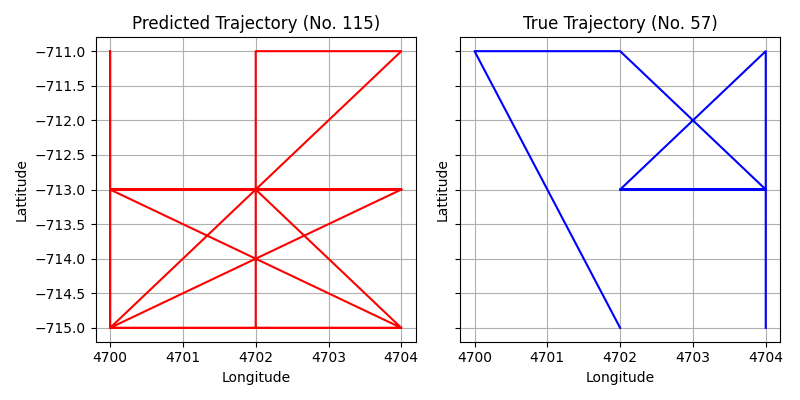 Predicted Trajectory (No. 115)
True Trajectory (No. 57)
Lattitude
−711.0
−711.5
−712.0
−712.5
−713.0
−713.5
−714.0
−714.5
−715.0
4700 4701 4702 4703 4704
Longitude
Lattitude
4700 4701 4702 4703 4704
Longitude